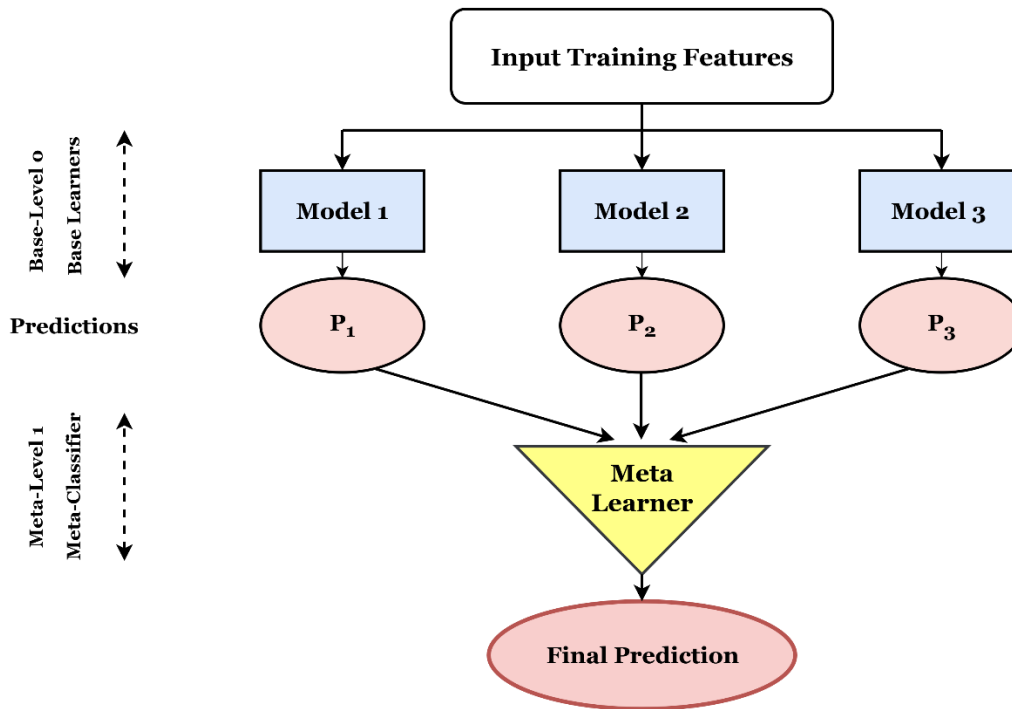 Input Training Features
Base-Level 0
Base Learners
Model 1
Model 2
Model 3
Predictions
P₁
P₂
P₃
Meta-Level 1
Meta-Classifier
Meta
Learner
Final Prediction